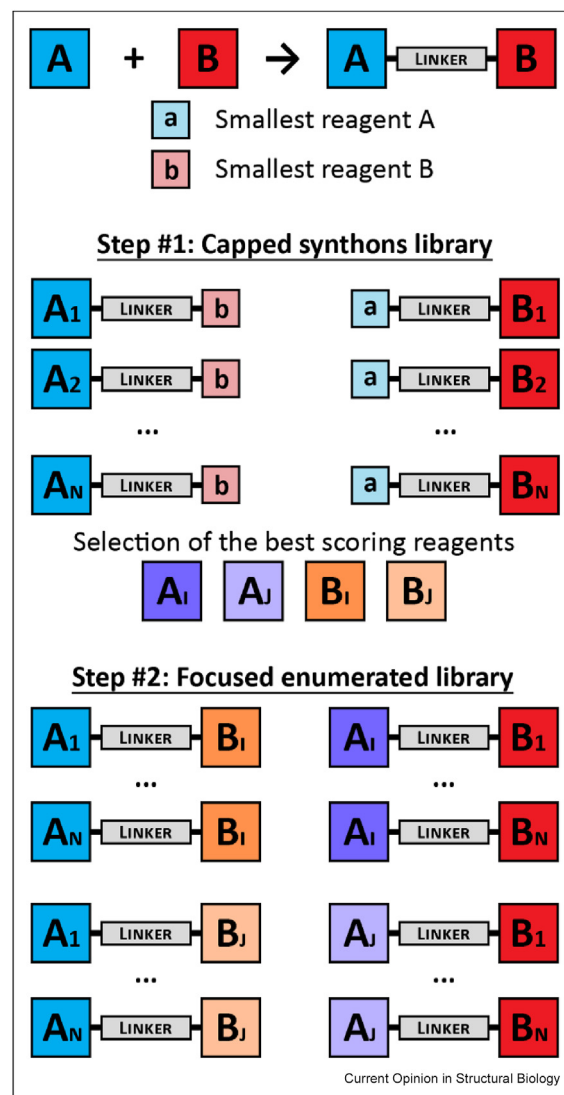 A + B → A LINKER B
a Smallest reagent A
b Smallest reagent B
Step #1: Capped synthons library
A1 LINKER b a LINKER B1
A2 LINKER b a LINKER B2
... ...
AN LINKER b a LINKER BN
Selection of the best scoring reagents
AI AJ BI BJ
Step #2: Focused enumerated library
A1 LINKER BI AI LINKER B1
... ...
AN LINKER BI AI LINKER BN
A1 LINKER BJ AJ LINKER B1
... ...
AN LINKER BJ AJ LINKER BN
Current Opinion in Structural Biology